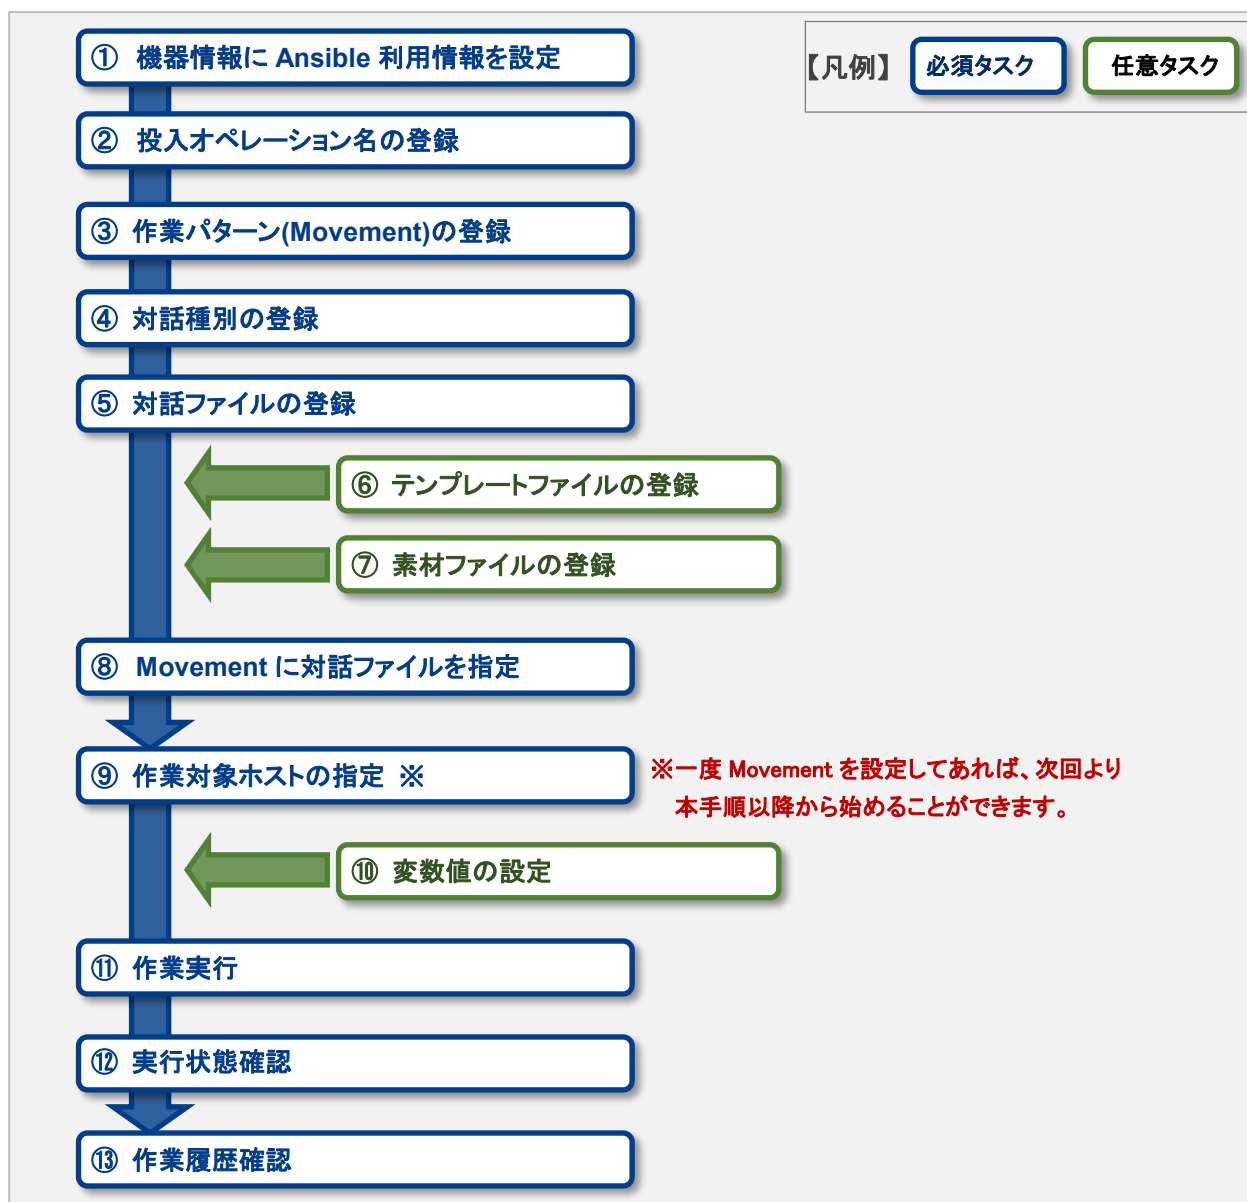 ① 機器情報に Ansible 利用情報を設定
【凡例】 必須タスク 任意タスク
② 投入オペレーション名の登録
③ 作業パターン(Movement)の登録
④ 対話種別の登録
⑤ 対話ファイルの登録
⑥ テンプレートファイルの登録
⑦ 素材ファイルの登録
⑧ Movement に対話ファイルを指定
⑨ 作業対象ホストの指定 ※
※一度 Movement を設定してあれば、次回より
本手順以降から始めることができます。
⑩ 変数値の設定
⑪ 作業実行
⑫ 実行状態確認
⑬ 作業履歴確認